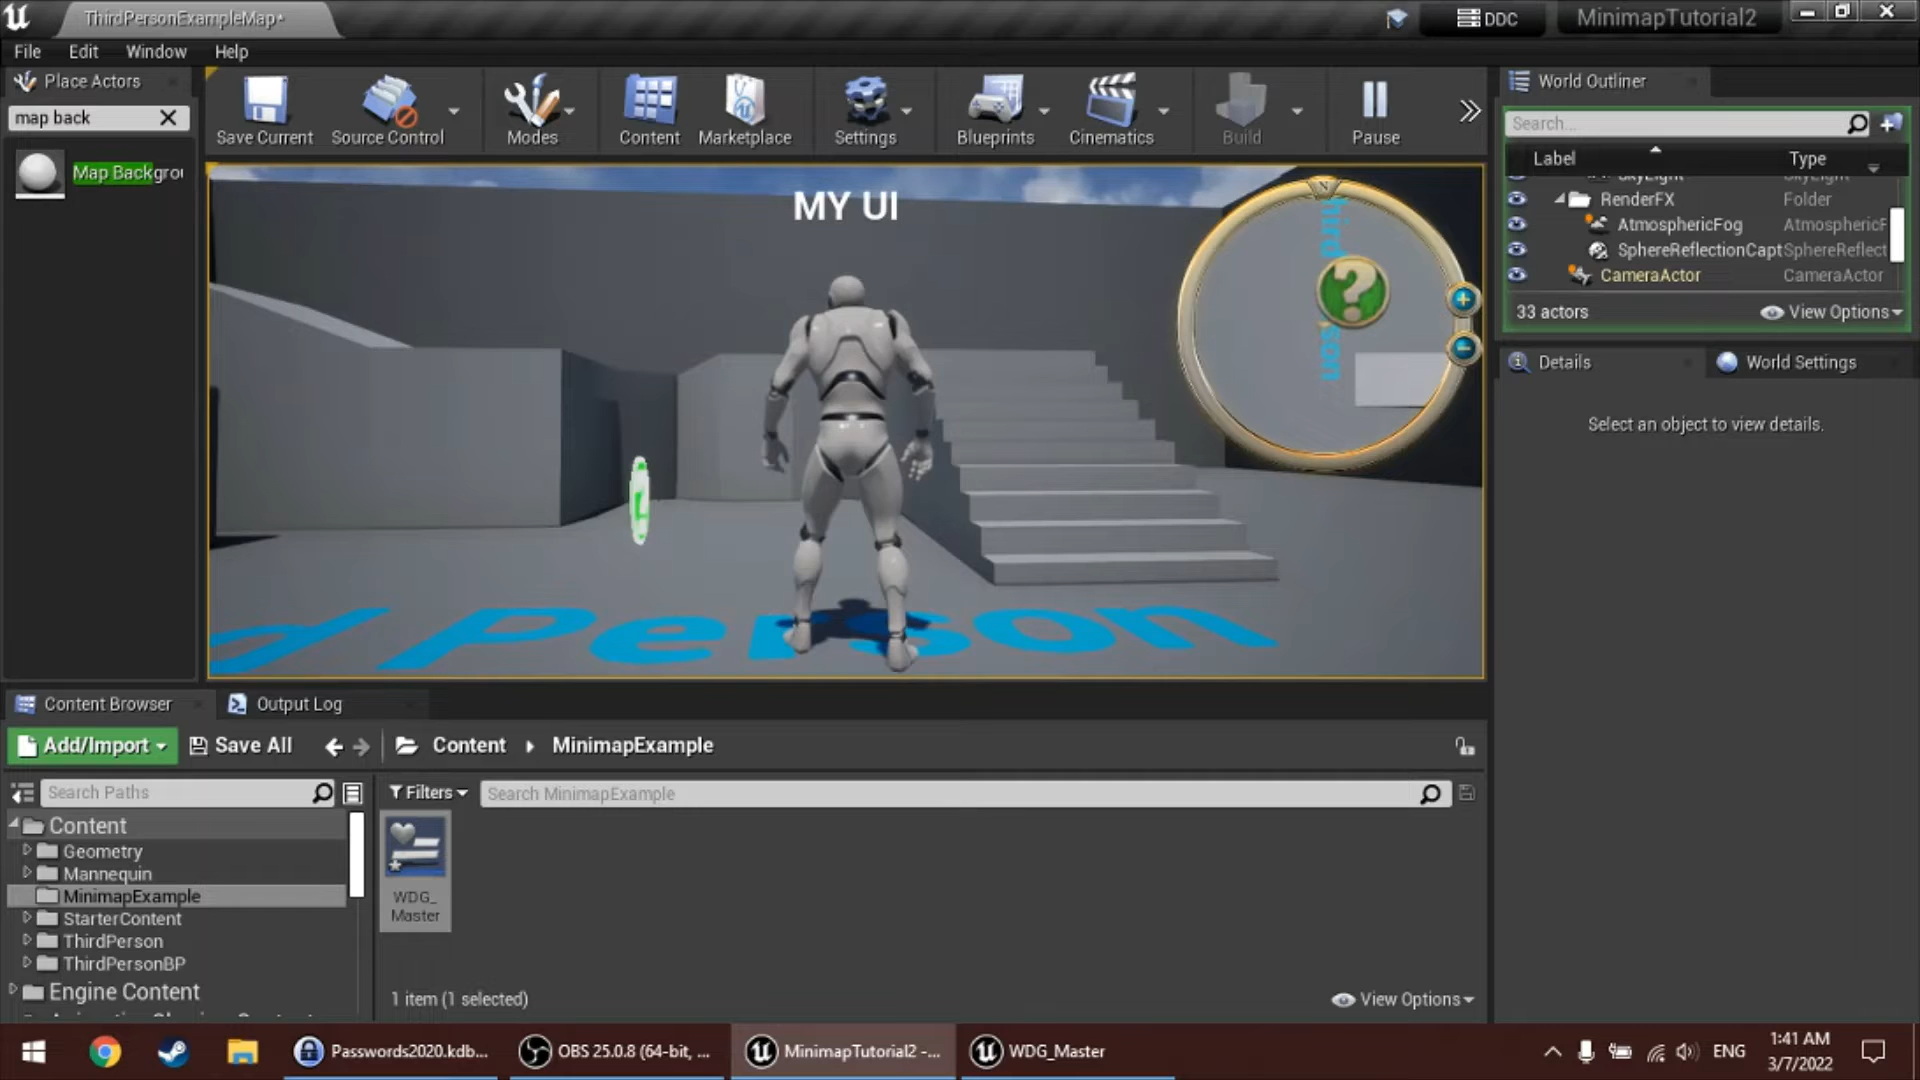 ThirdPersonExampleMap*
DDC
MinimapTutorial2
File Edit Window Help
Place Actors
map back
Map Backgrou
Save Current
Source Control
Modes
Content
Marketplace
Settings
Blueprints
Cinematics
Build
Pause
World Outliner
Search...
Label Type
SkyLight
RenderFX Folder
AtmosphericFog AtmosphericF
SphereReflectionCapt SphereReflect
CameraActor CameraActor
33 actors
View Options
Details
World Settings
Select an object to view details.
MY UI
N
hird
son
?
+
-
d Person
Content Browser
Output Log
Add/Import
Save All
Content
MinimapExample
Search Paths
Filters
Search MinimapExample
Content
Geometry
Mannequin
MinimapExample
StarterContent
ThirdPerson
ThirdPersonBP
Engine Content
WDG_
Master
1 item (1 selected)
View Options
Passwords2020.kdb...
OBS 25.0.8 (64-bit, ...
MinimapTutorial2 -...
WDG_Master
ENG
1:41 AM
3/7/2022